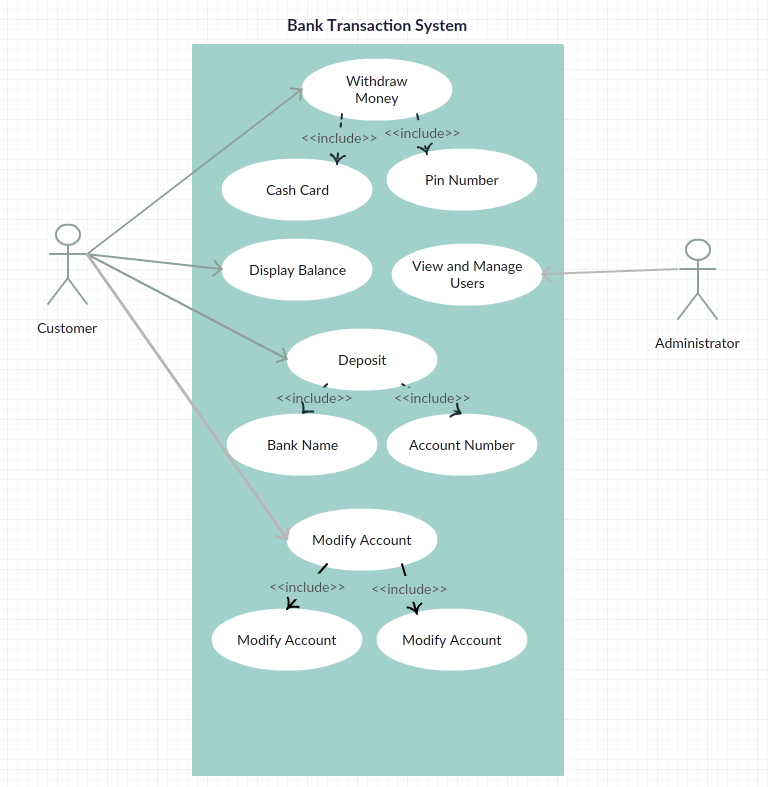 Bank Transaction System
Withdraw
Money
<<include>>
<<include>>
Cash Card
Pin Number
Display Balance
View and Manage
Users
Customer
Administrator
Deposit
<<include>>
<<include>>
Bank Name
Account Number
Modify Account
<<include>>
<<include>>
Modify Account
Modify Account